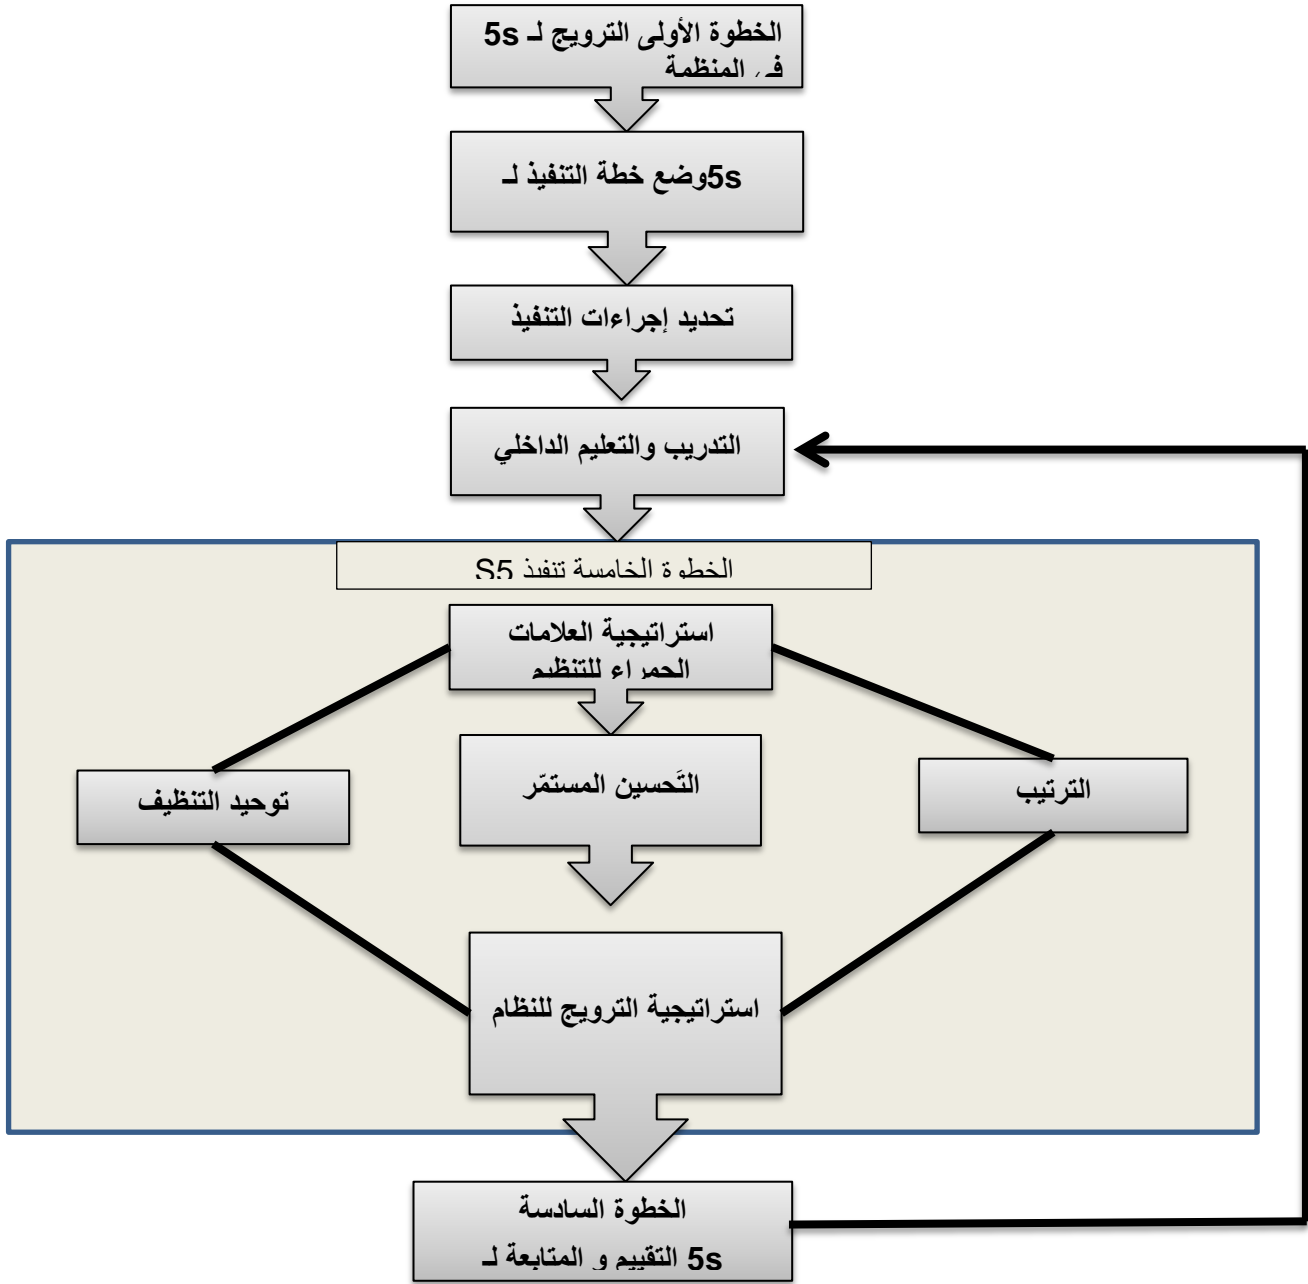 الخطوة الأولى الترويج لـ 5s
في المنظمة
5sوضع خطة التنفيذ لـ
تحديد إجراءات التنفيذ
التدريب والتعليم الداخلي
الخطوة الخامسة تنفيذ S5
استراتيجية العلامات
الحمراء للتنظيم
التَحسين المستمّر
الترتيب
توحيد التنظيف
استراتيجية الترويج للنظام
الخطوة السادسة
5s التقييم و المتابعة لـ